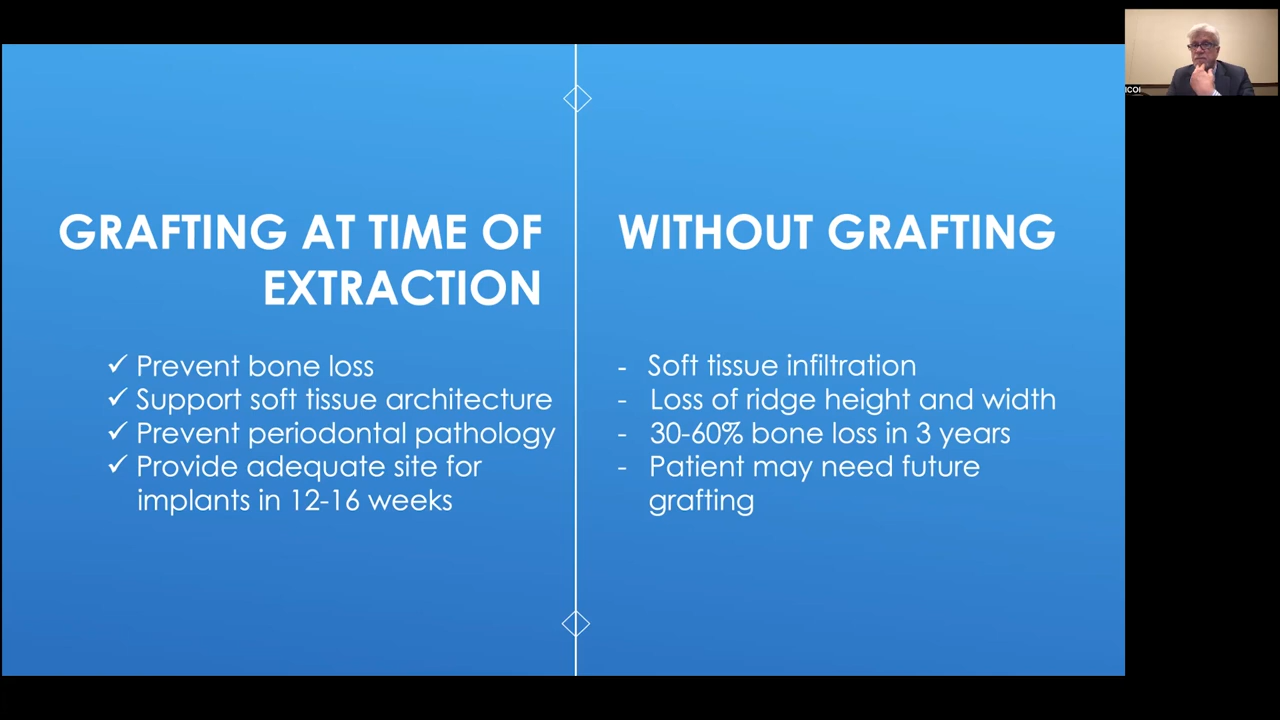 GRAFTING AT TIME OF
EXTRACTION
✓ Prevent bone loss
✓ Support soft tissue architecture
✓ Prevent periodontal pathology
✓ Provide adequate site for
implants in 12-16 weeks
WITHOUT GRAFTING
- Soft tissue infiltration
- Loss of ridge height and width
- 30-60% bone loss in 3 years
- Patient may need future
grafting
ICOI